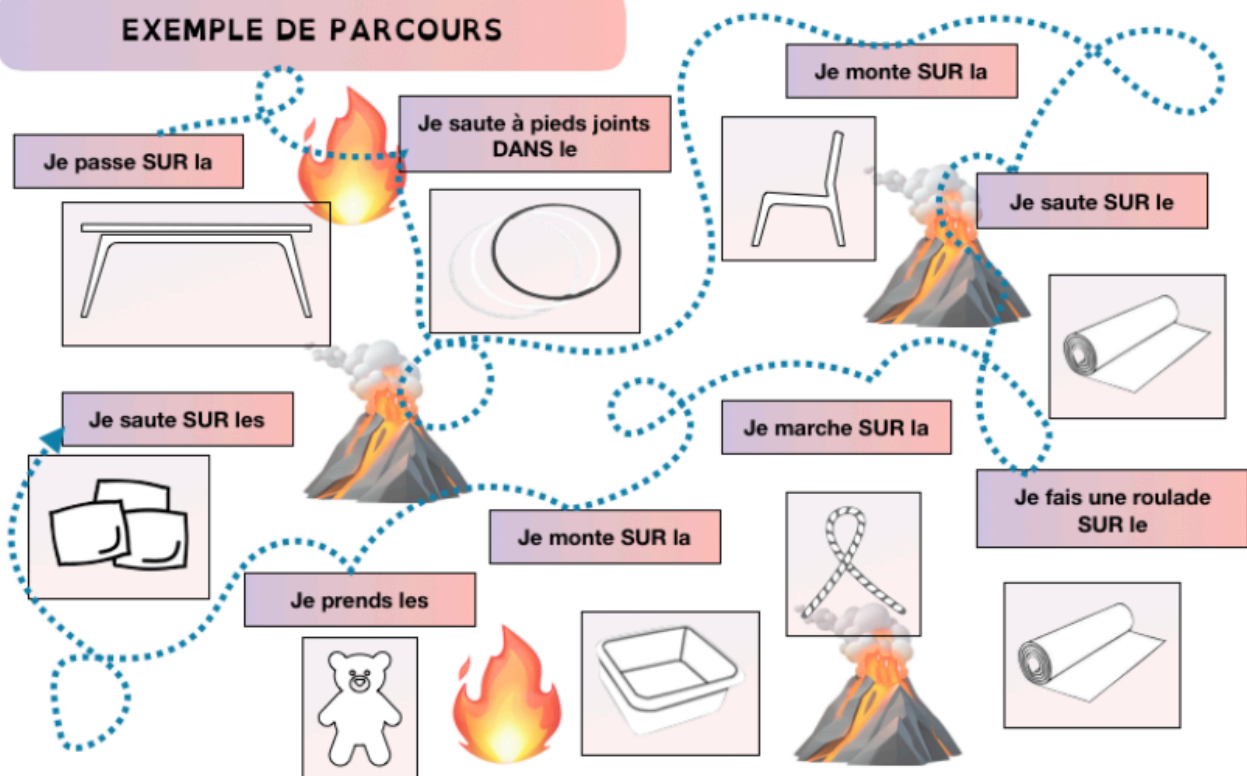 EXEMPLE DE PARCOURS
Je passe SUR la
Je saute à pieds joints
DANS le
Je monte SUR la
Je saute SUR le
Je fais une roulade
SUR le
Je marche SUR la
Je monte SUR la
Je prends les
Je saute SUR les